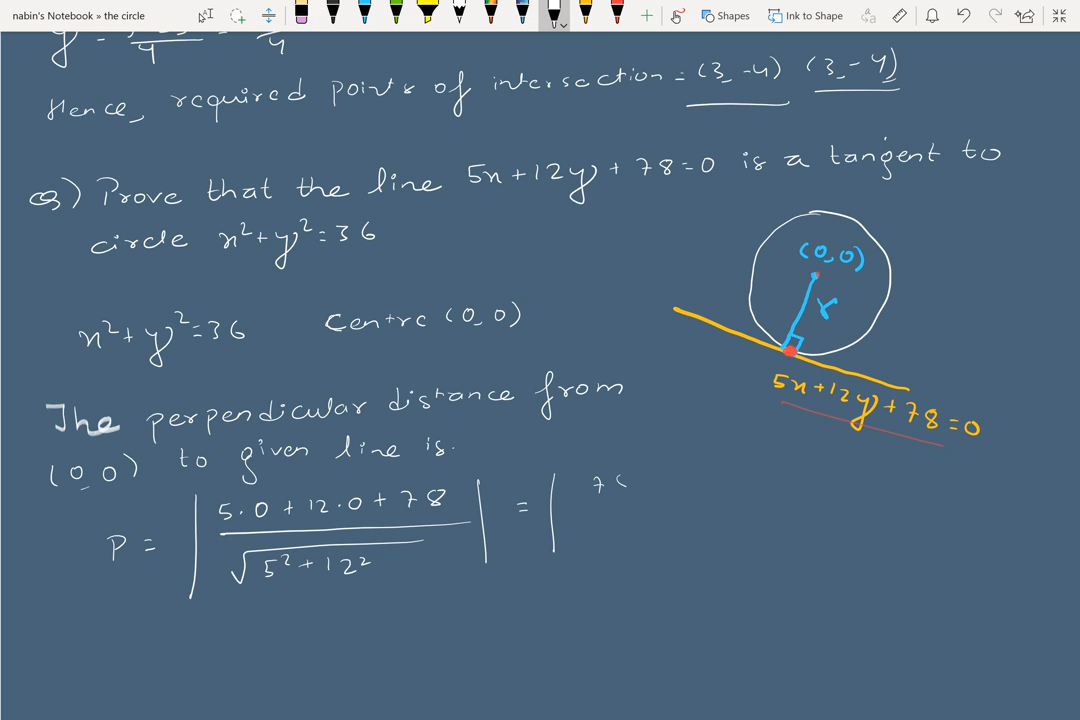 nabin's Notebook » the circle
Shapes
Ink to Shape
y = — = —
4 4
Hence, required points of intersection = (3, -4) (3, -4)
Q) Prove that the line 5x+12y+78=0 is a tangent to
circle x²+y²=36
(0,0)
r
x²+y²=36 Centre (0,0)
5x+12y+78=0
The perpendicular distance from
(0,0) to given line is.
P = | 5.0 + 12.0 + 78 / √5²+12² | = | 7